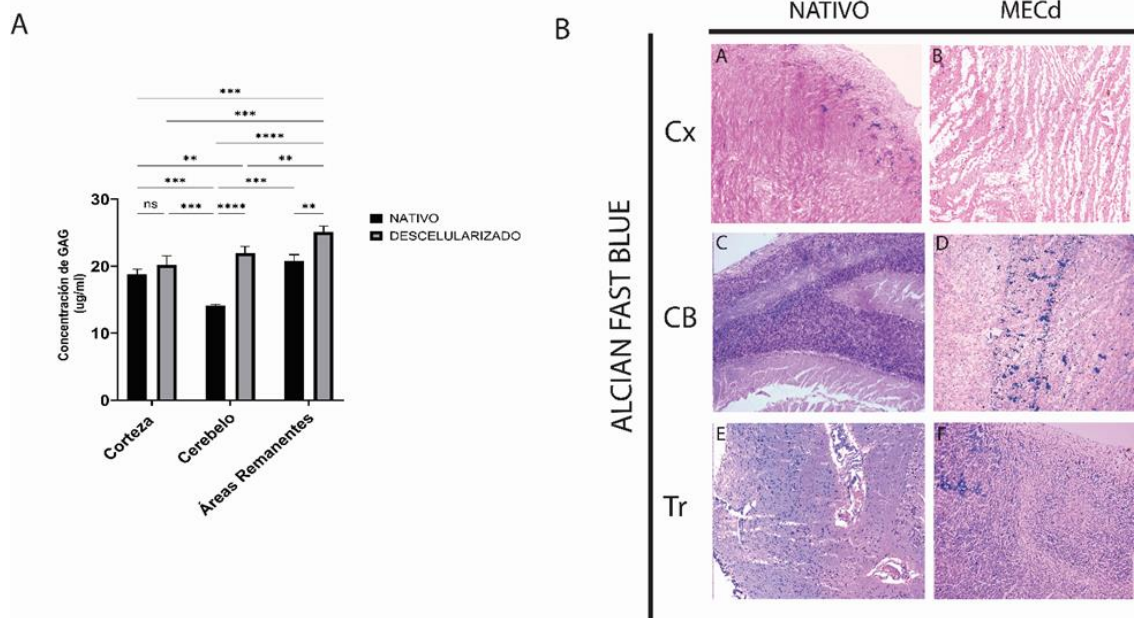 A
***
***
****
** **
*** ***
ns *** **** **
30
20
10
0
Concentración de GAG
(ug/ml)
Corteza
Cerebelo
Áreas Remanentes
NATIVO
DESCELULARIZADO
B
NATIVO MECd
ALCIAN FAST BLUE
Cx
A B
CB
C D
Tr
E F